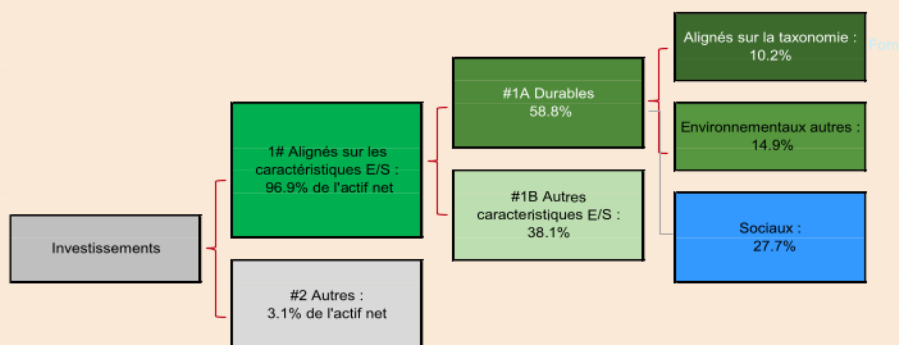 Alignés sur la taxonomie :
10.2%
#1A Durables
58.8%
Environnementaux autres :
14.9%
1# Alignés sur les
caractéristiques E/S :
96.9% de l'actif net
#1B Autres
caracteristiques E/S :
38.1%
Sociaux :
27.7%
Investissements
#2 Autres :
3.1% de l'actif net